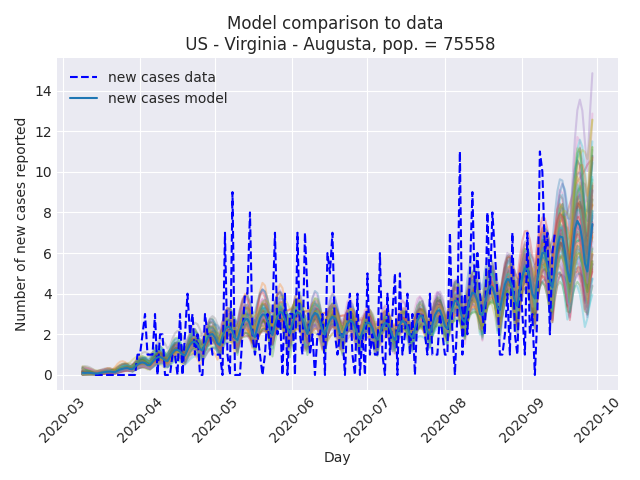 Model comparison to data
US - Virginia - Augusta, pop. = 75558
new cases data
new cases model
Number of new cases reported
14
12
10
8
6
4
2
0
2020-03
2020-04
2020-05
2020-06
2020-07
2020-08
2020-09
2020-10
Day